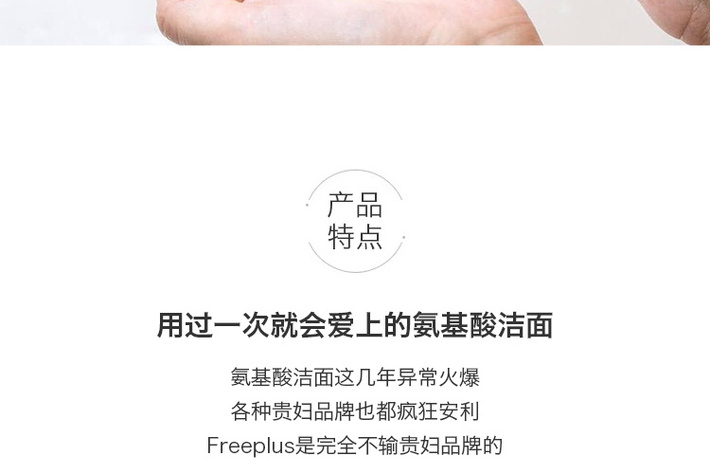 产品
特点
用过一次就会爱上的氨基酸洁面
氨基酸洁面这几年异常火爆
各种贵妇品牌也都疯狂安利
Freeplus是完全不输贵妇品牌的